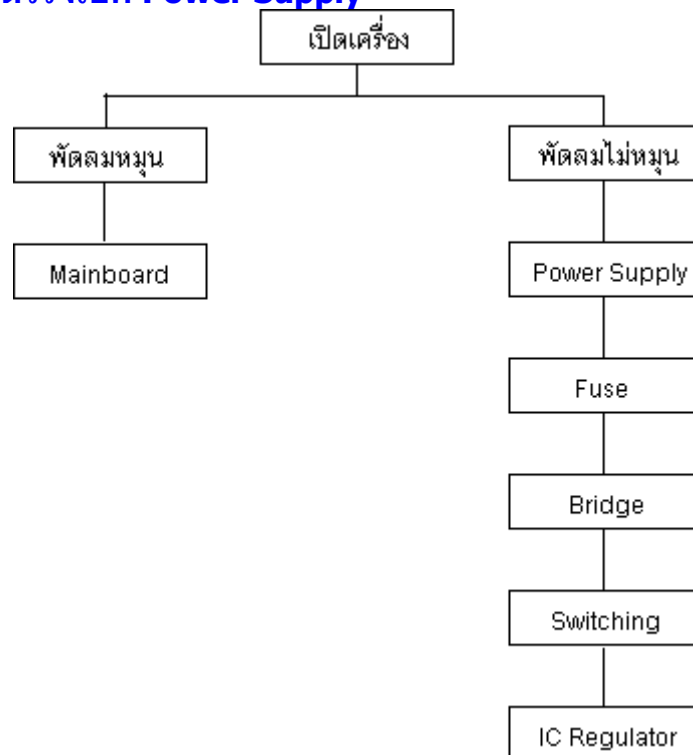 Power Supply
เปิดเครื่อง
พัดลมหมุน
พัดลมไม่หมุน
Mainboard
Power Supply
Fuse
Bridge
Switching
IC Regulator